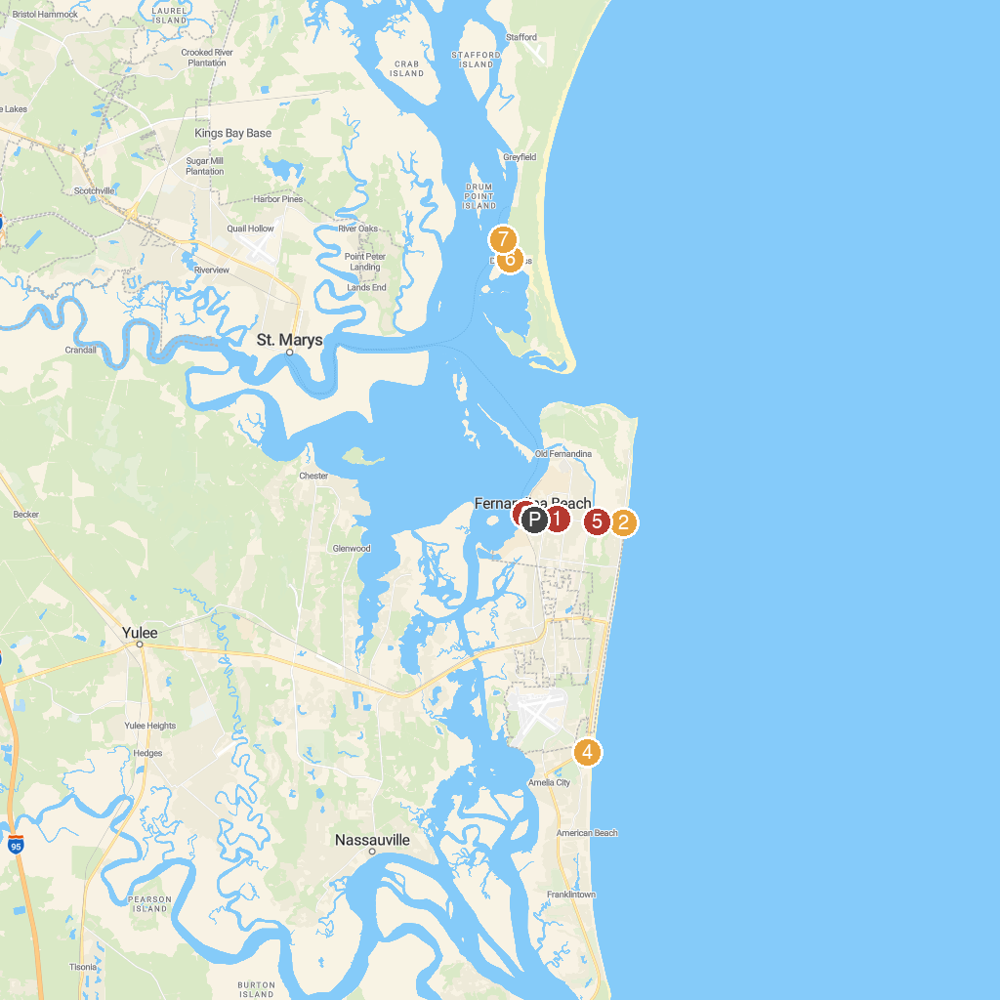 Bristol Hammock
LAUREL
ISLAND
Stafford
Crooked River
Plantation
CRAB
ISLAND
STAFFORD
ISLAND
Lakes
Kings Bay Base
Greyfield
Sugar Mill
Plantation
Scotchville
DRUM
POINT
ISLAND
Harbor Pines
Quail Hollow
River Oaks
7
6
Point Peter
Landing
Riverview
Lands End
St. Marys
Crandall
Old Fernandina
Chester
Fernandina Beach
Becker
P
1
5
2
Glenwood
Yulee
Yulee Heights
Hedges
4
Amelia City
95
Nassauville
American Beach
PEARSON
ISLAND
Franklintown
Tisonia
BURTON
ISLAND